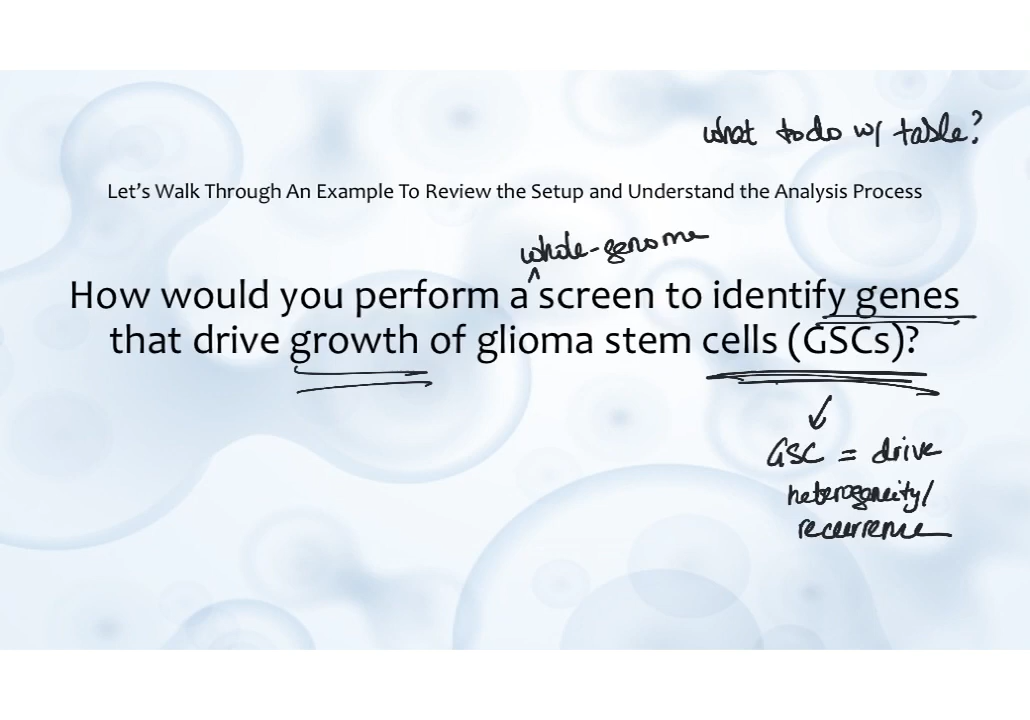 what to do w/ table?
Let's Walk Through An Example To Review the Setup and Understand the Analysis Process
whole-genome
How would you perform a ^ screen to identify genes
that drive growth of glioma stem cells (GSCs)?
↓
GSC = drive
heterogeneity/
recurrence